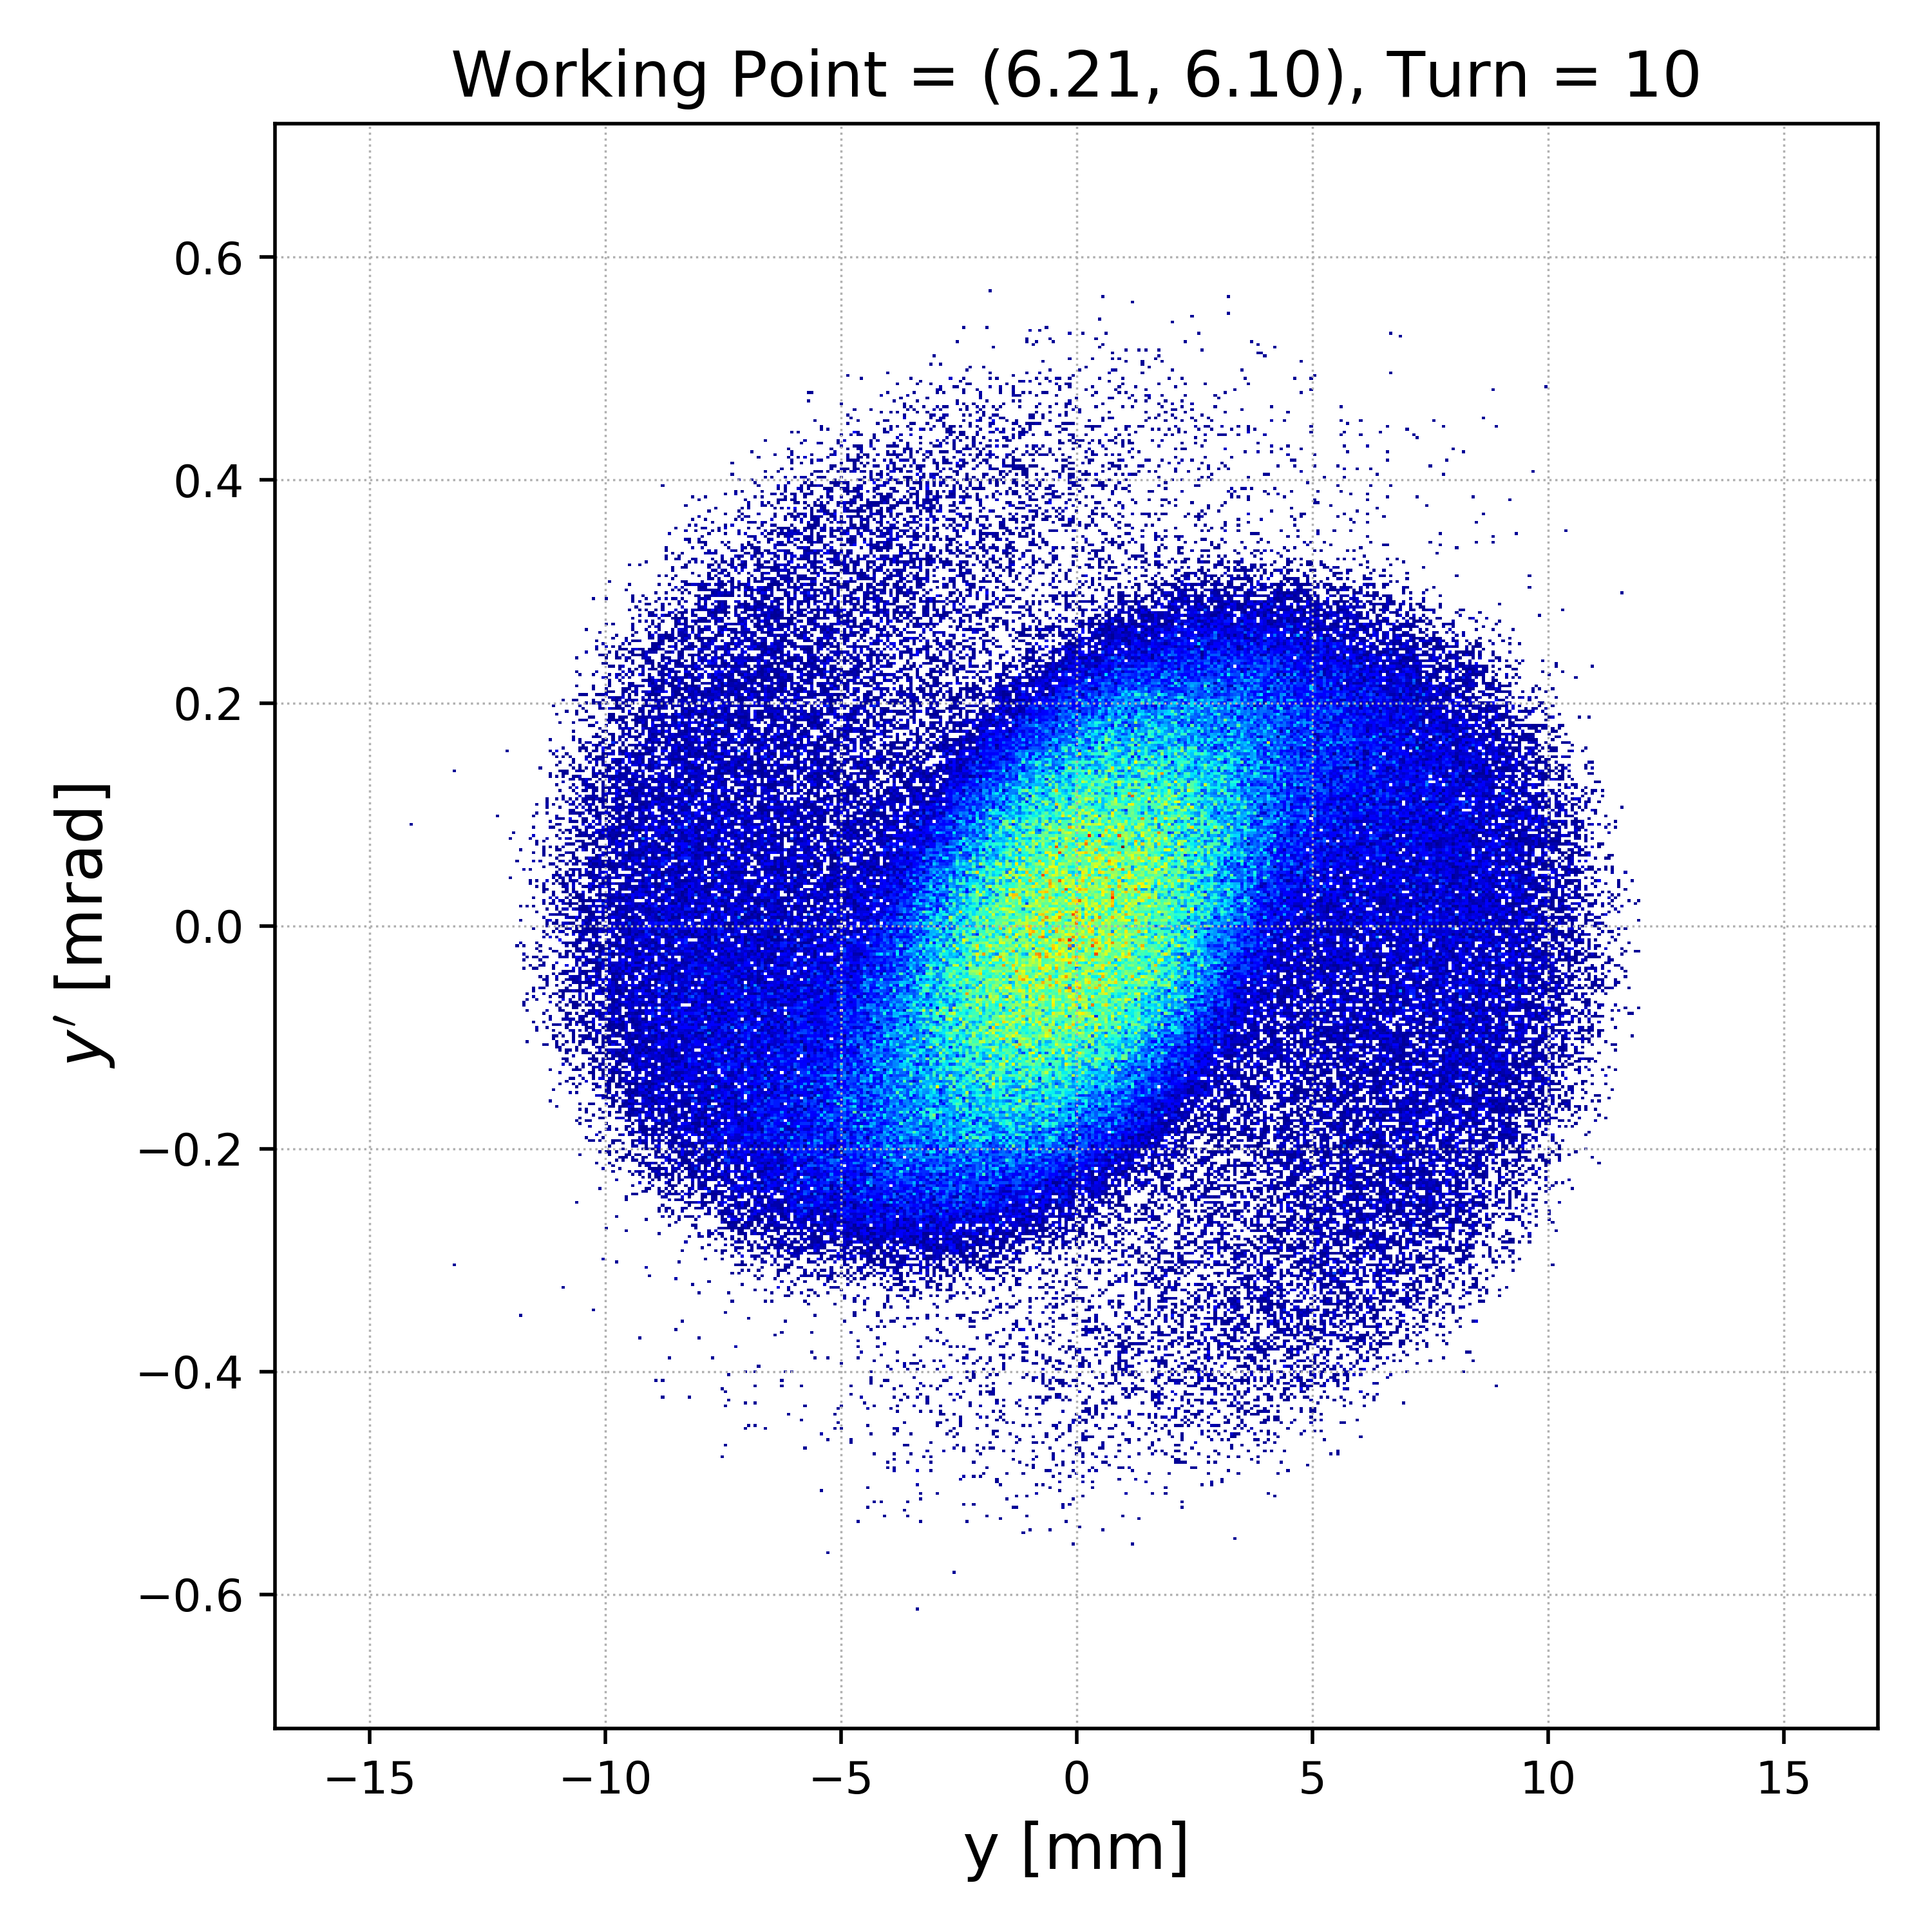 Working Point = (6.21, 6.10), Turn = 10
0.6
0.4
0.2
0.0
−0.2
−0.4
−0.6
y′ [mrad]
−15 −10 −5 0 5 10 15
y [mm]